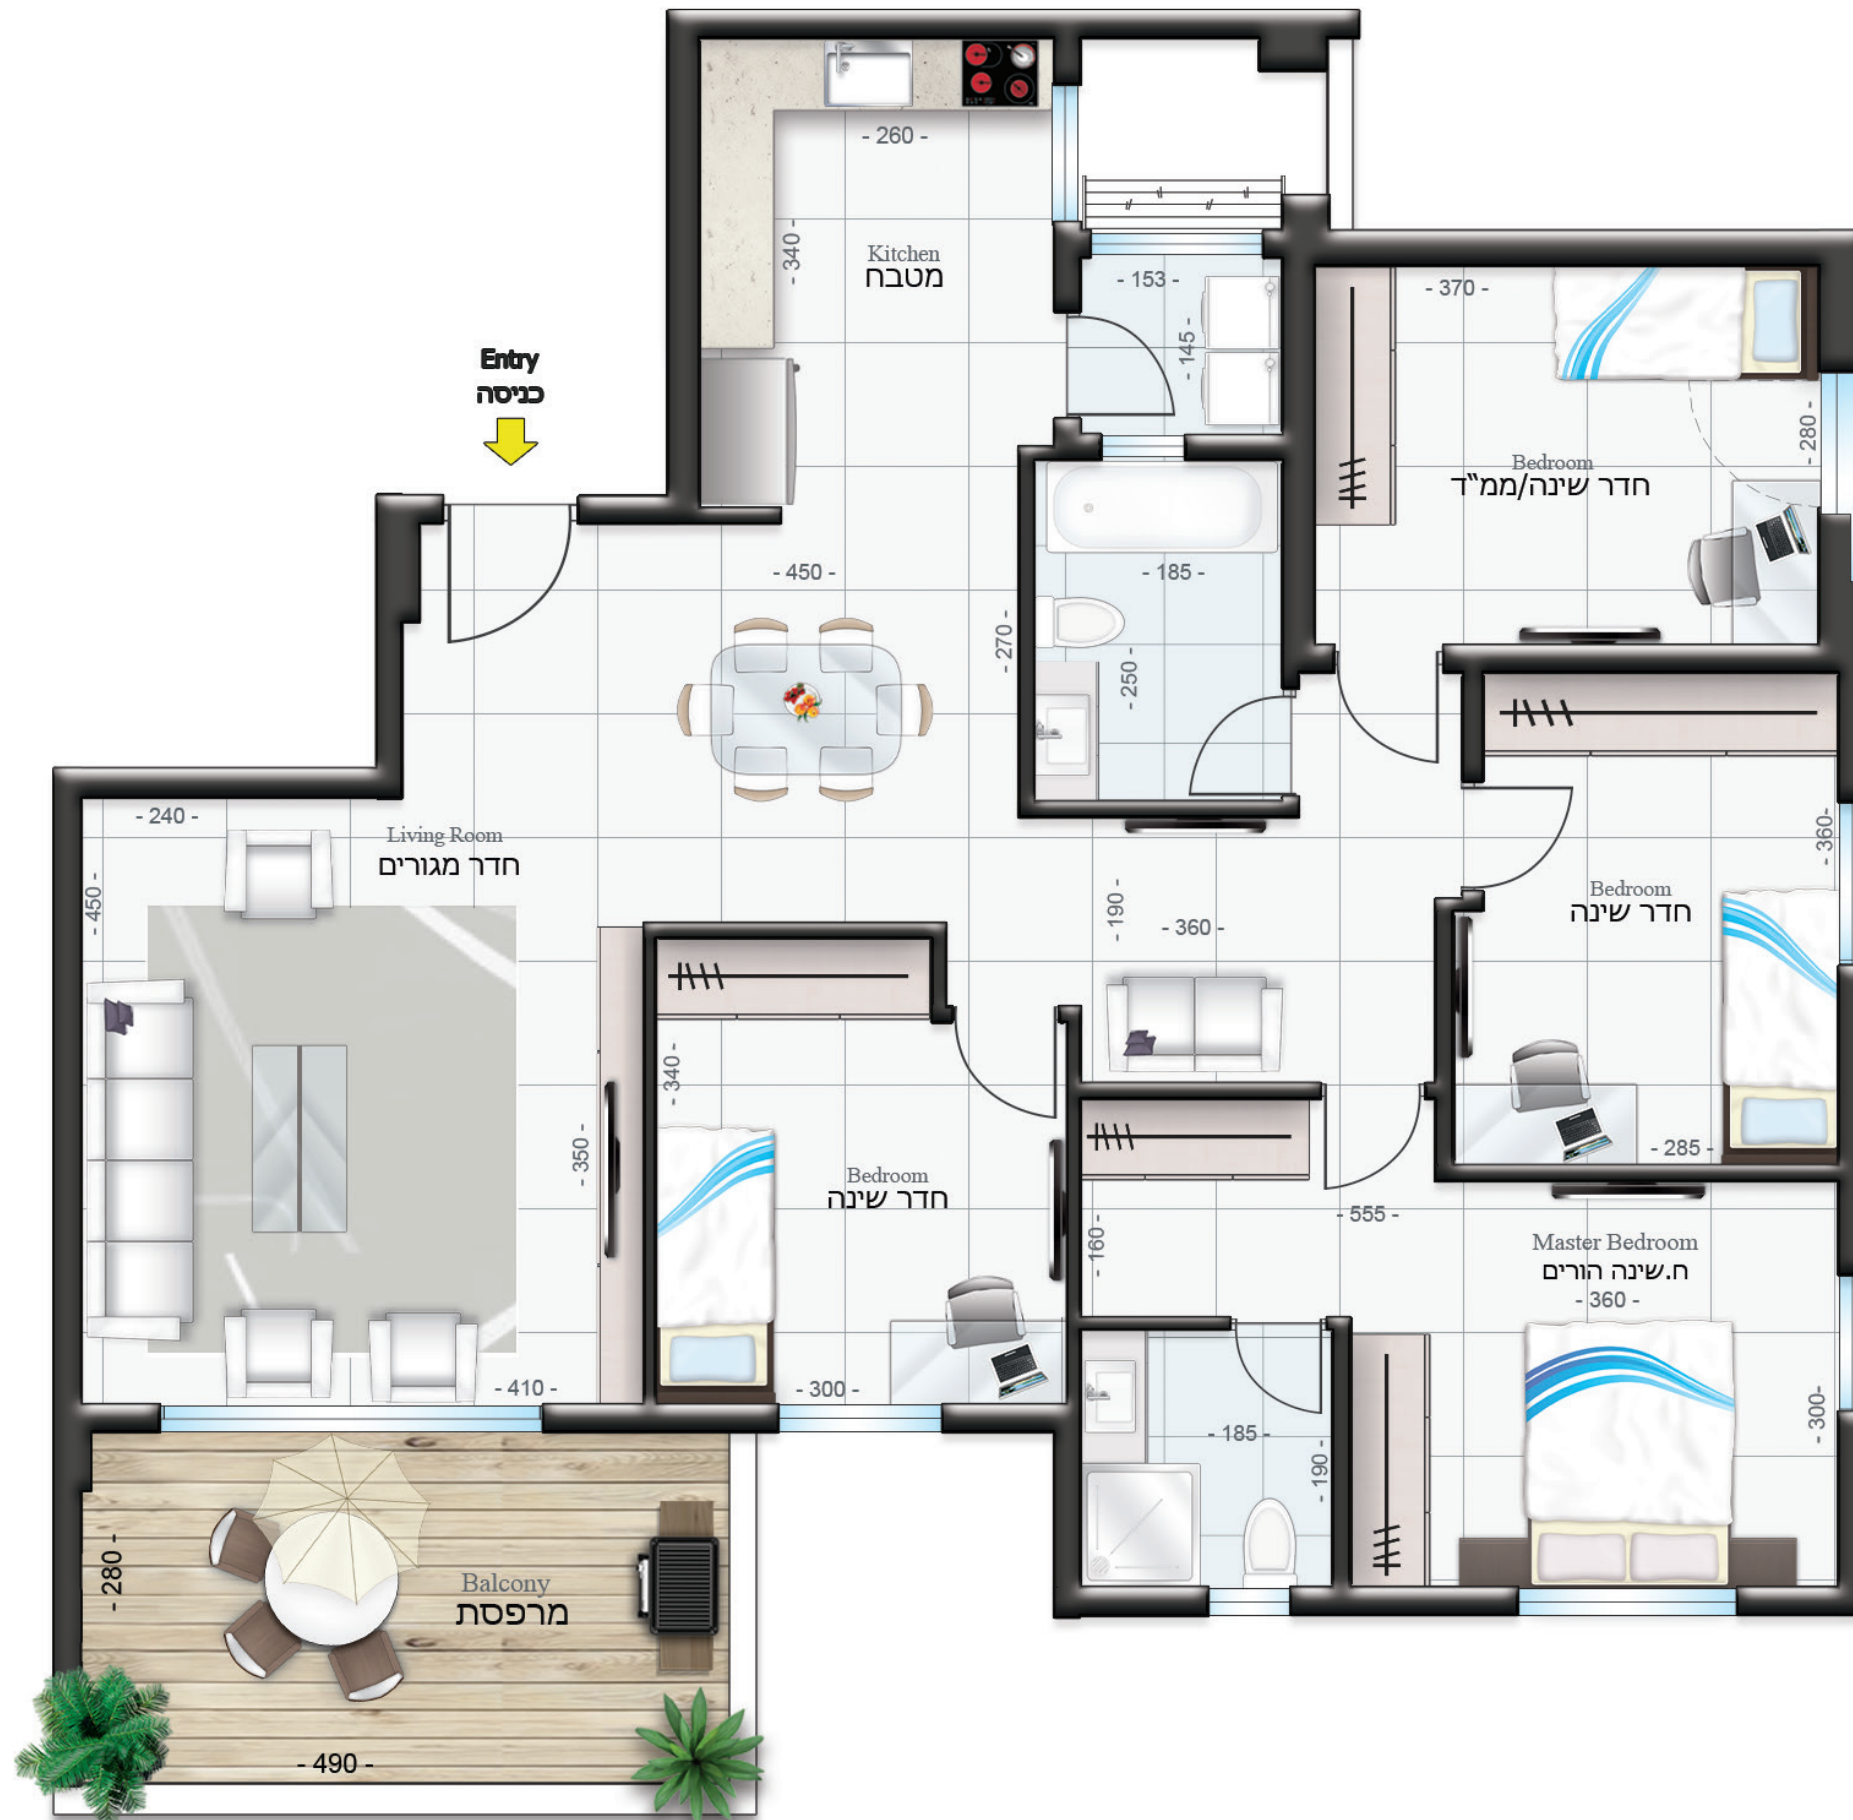 - 260 -
- 340 -
Kitchen
מטבח
- 153 -
- 145 -
- 370 -
- 280 -
Bedroom
חדר שינה/ממ"ד
Entry
כניסה
- 450 -
- 270 -
- 185 -
- 250 -
- 240 -
Living Room
חדר מגורים
- 450 -
- 190 -
- 360 -
- 360-
Bedroom
חדר שינה
- 285 -
- 340 -
- 350 -
Bedroom
חדר שינה
- 300 -
- 410 -
- 555 -
- 160 -
Master Bedroom
ח.שינה הורים
- 360 -
- 300-
- 185 -
- 190 -
- 280 -
Balcony
מרפסת
- 490 -